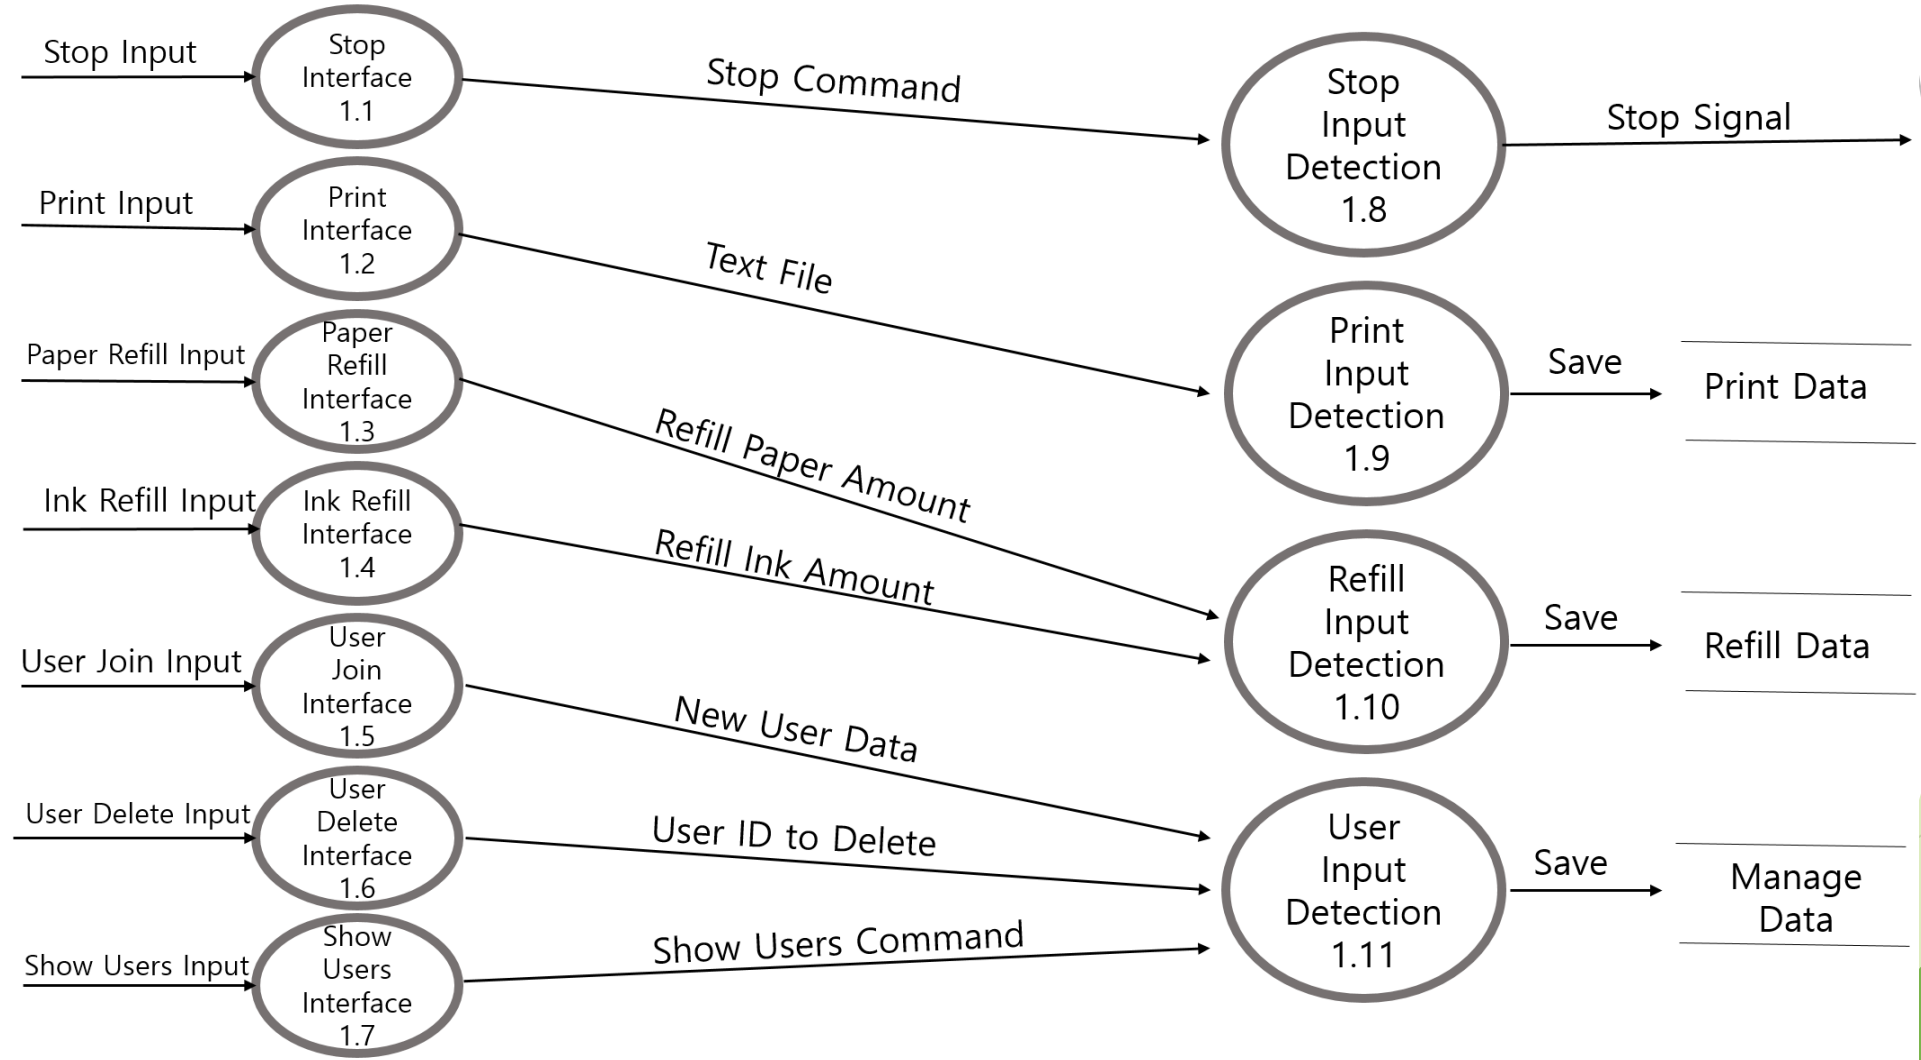 Stop Input
Stop
Interface
1.1
Stop Command
Stop
Input
Detection
1.8
Stop Signal
Print Input
Print
Interface
1.2
Text File
Print
Input
Detection
1.9
Save
Print Data
Paper Refill Input
Paper
Refill
Interface
1.3
Refill Paper Amount
Ink Refill Input
Ink Refill
Interface
1.4
Refill Ink Amount
Refill
Input
Detection
1.10
Save
Refill Data
User Join Input
User
Join
Interface
1.5
New User Data
User Delete Input
User
Delete
Interface
1.6
User ID to Delete
User
Input
Detection
1.11
Save
Manage
Data
Show Users Input
Show
Users
Interface
1.7
Show Users Command